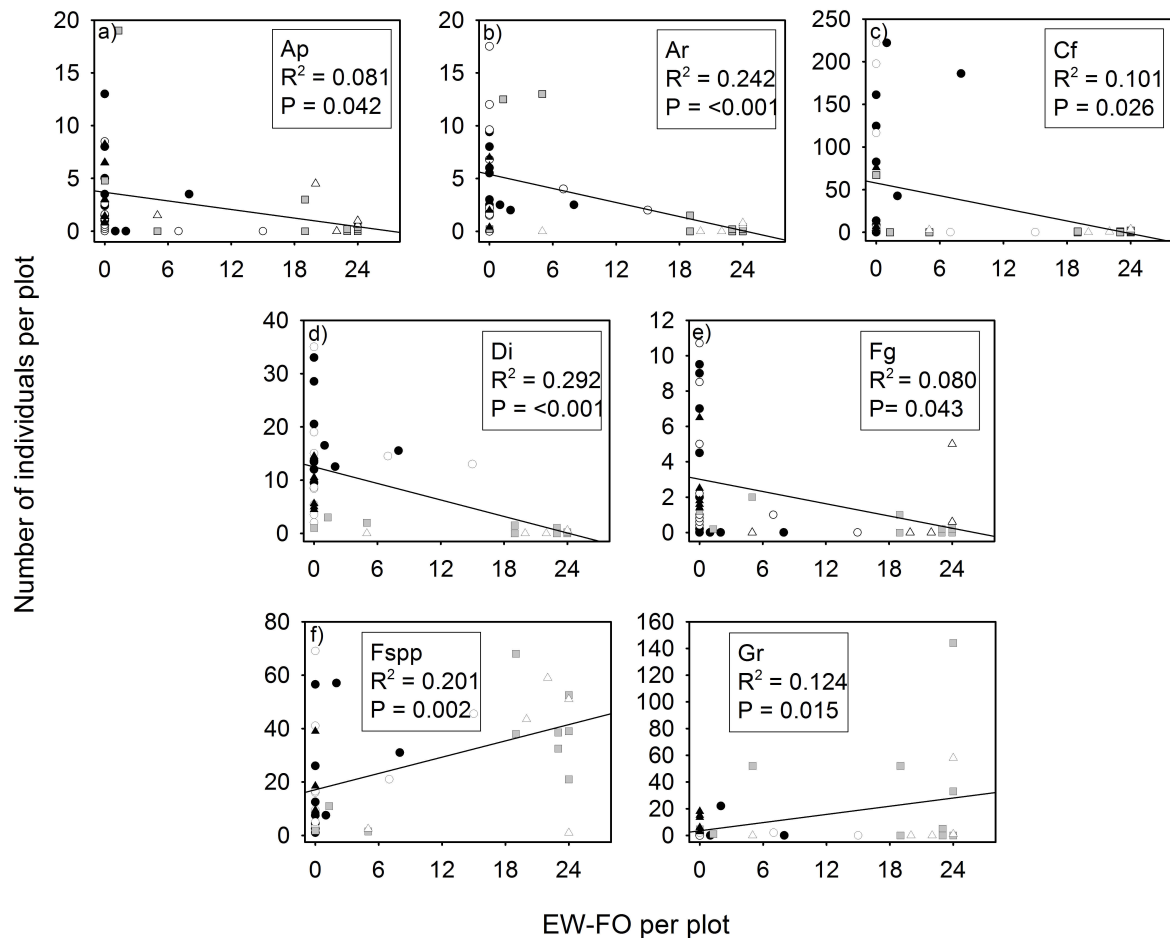 a)
Ap
R² = 0.081
P = 0.042
20
15
10
5
0
0 6 12 18 24
b)
Ar
R² = 0.242
P = <0.001
20
15
10
5
0
0 6 12 18 24
c)
Cf
R² = 0.101
P = 0.026
250
200
150
100
50
0
0 6 12 18 24
Number of individuals per plot
d)
Di
R² = 0.292
P = <0.001
40
30
20
10
0
0 6 12 18 24
e)
Fg
R² = 0.080
P= 0.043
12
10
8
6
4
2
0
0 6 12 18 24
f)
Fspp
R² = 0.201
P = 0.002
80
60
40
20
0
0 6 12 18 24
Gr
R² = 0.124
P = 0.015
160
140
120
100
80
60
40
20
0
0 6 12 18 24
EW-FO per plot